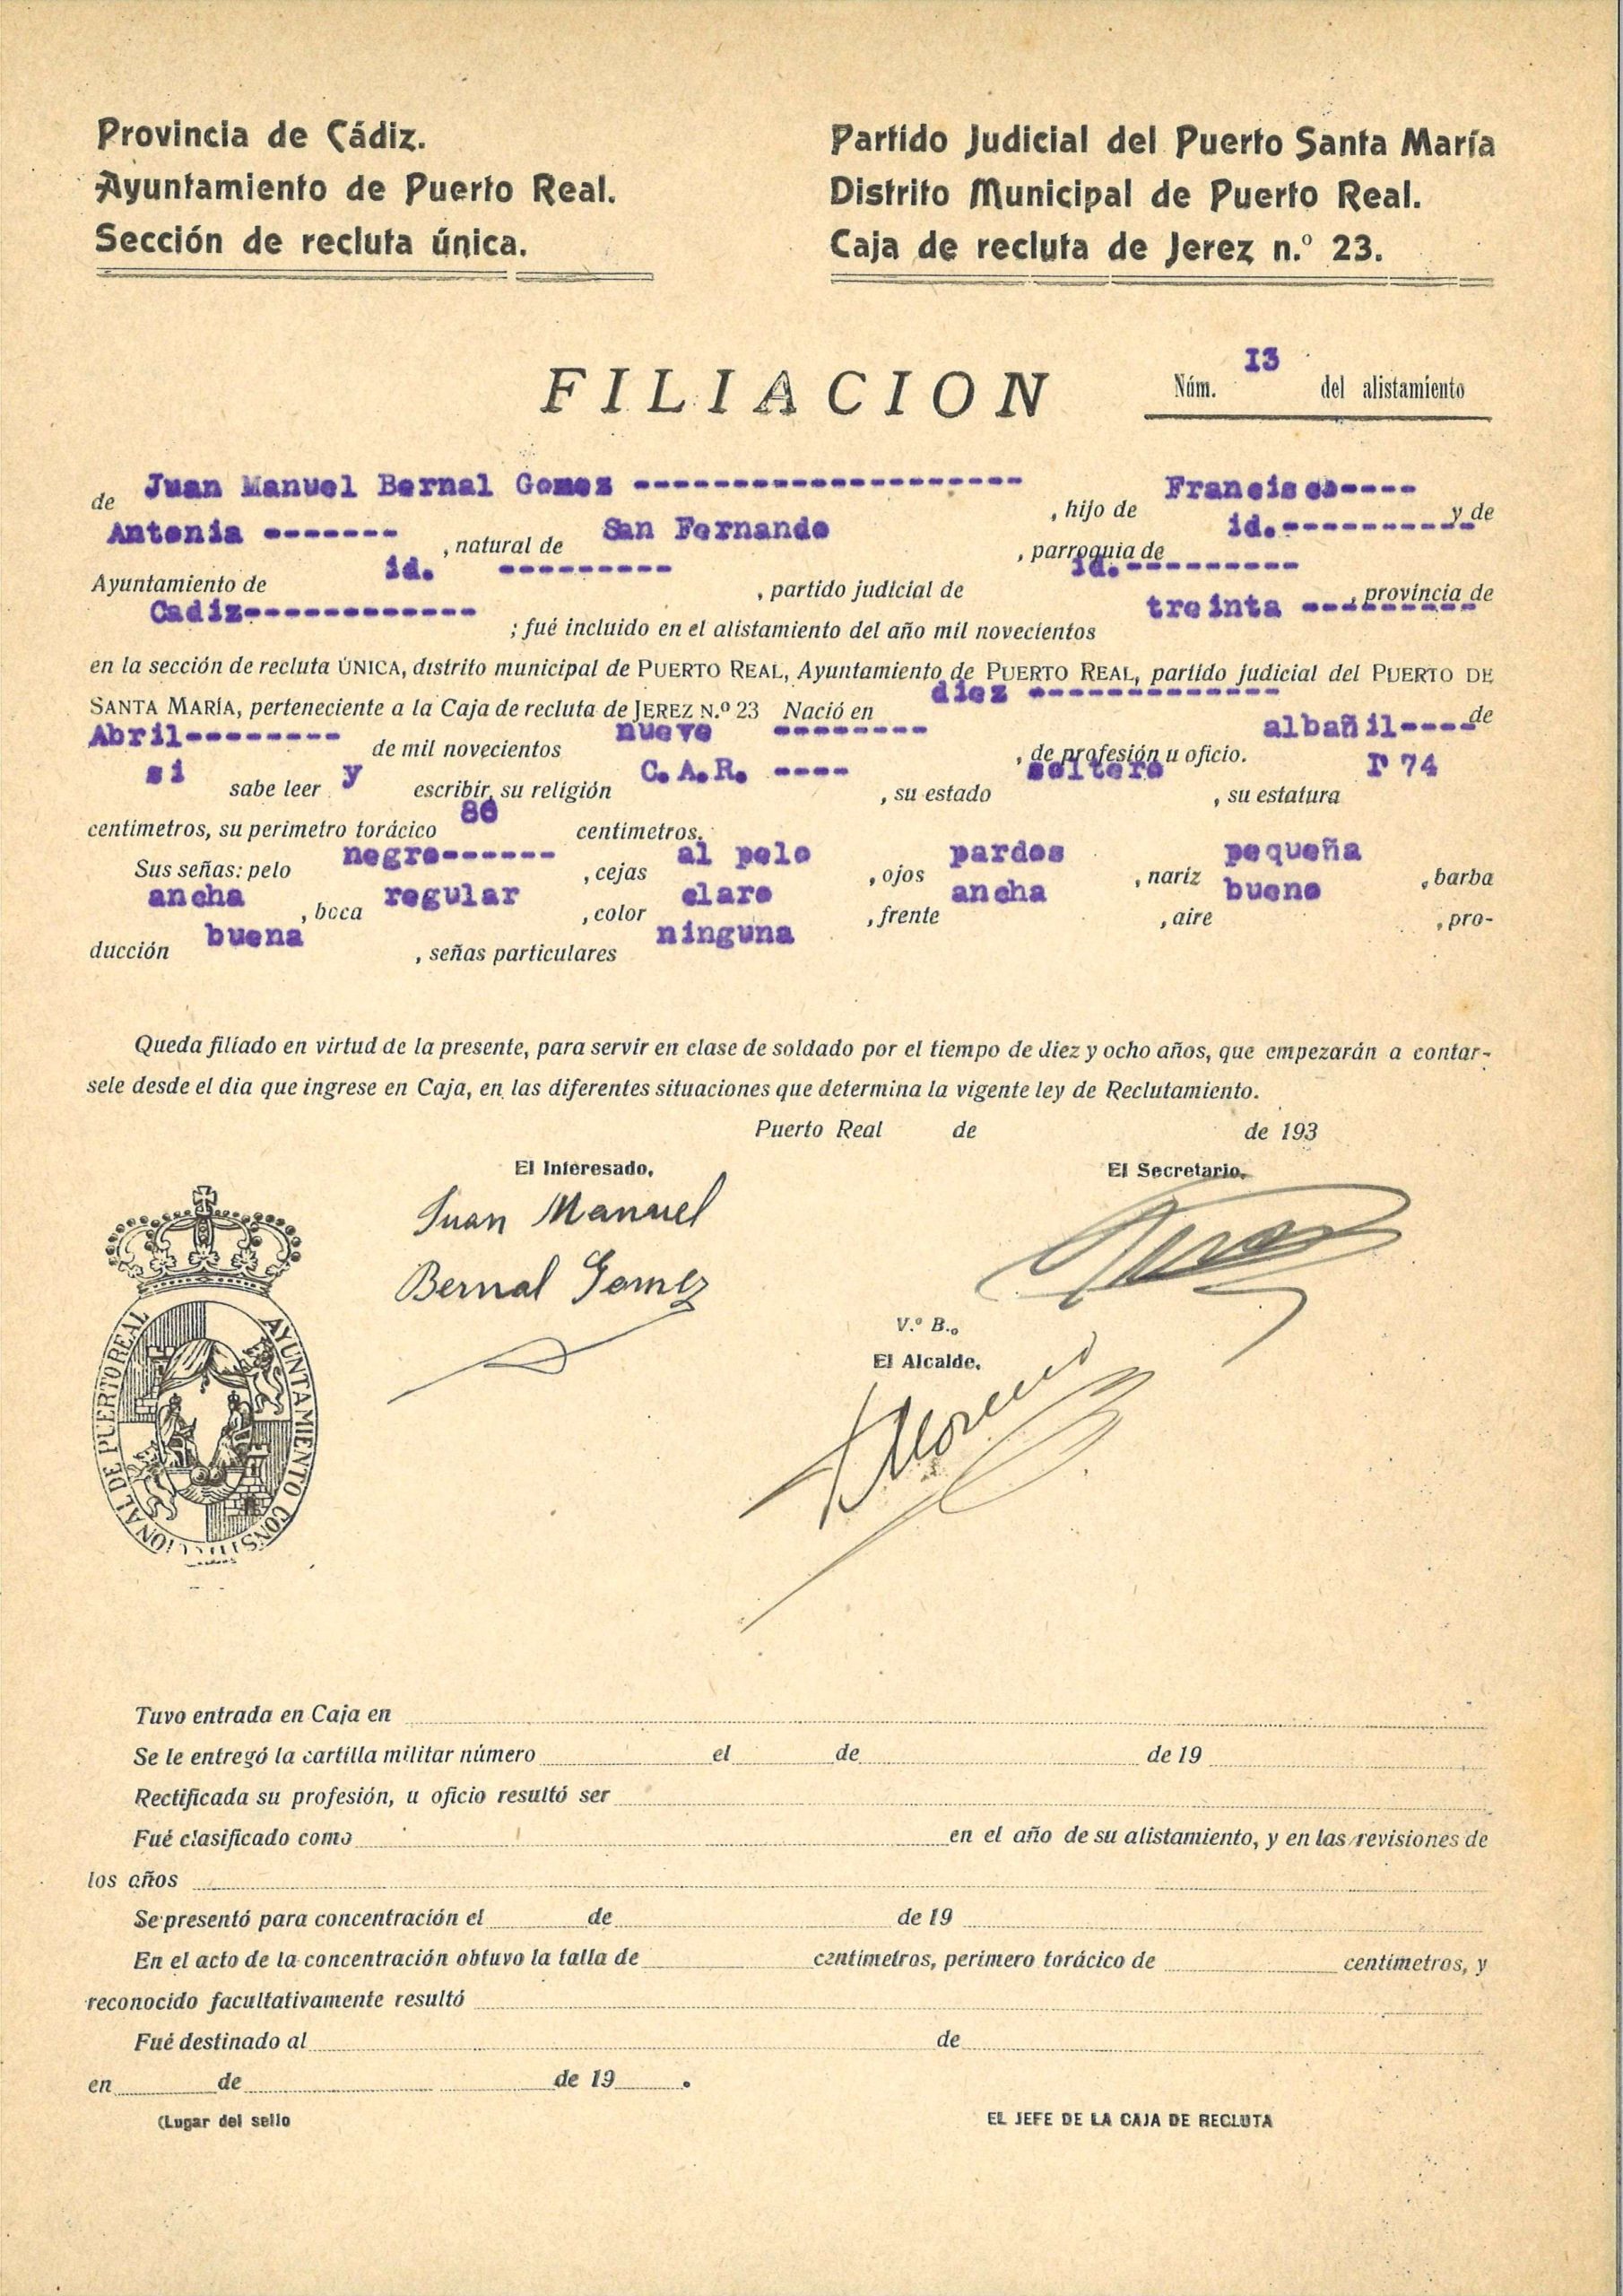 Provincia de Cádiz.
Ayuntamiento de Puerto Real.
Sección de recluta única.
Partido Judicial del Puerto Santa María
Distrito Municipal de Puerto Real.
Caja de recluta de Jerez n.º 23.
FILIACION
Núm. I3 del alistamiento
de Juan Manuel Bernal Gomez --------------------, hijo de Francisco----- y de
Antonia -------, natural de San Fernando, parroquia de id.----------
Ayuntamiento de id. ---------, partido judicial de id.---------, provincia de
Cadiz------------; fué incluido en el alistamiento del año mil novecientos treinta ---------
en la sección de recluta ÚNICA, distrito municipal de PUERTO REAL, Ayuntamiento de PUERTO REAL, partido judicial del PUERTO DE
SANTA MARÍA, perteneciente a la Caja de recluta de JEREZ N.º 23 Nació en diez ------------- de
Abril-------- de mil novecientos nueve --------, de profesión u oficio. albañil----
si sabe leer y escribir, su religión C.A.R. ----, su estado soltero, su estatura I' 74
centimetros, su perimetro torácico 86 centimetros.
Sus señas: pelo negro------, cejas al pelo, ojos pardos, nariz pequeña, barba
ancha, boca regular, color claro, frente ancha, aire bueno, pro-
ducción buena, señas particulares ninguna
Queda filiado en virtud de la presente, para servir en clase de soldado por el tiempo de diez y ocho años, que empezarán a contar-
sele desde el dia que ingrese en Caja, en las diferentes situaciones que determina la vigente ley de Reclutamiento.
Puerto Real de de 193
El Interesado,
El Secretario,
Juan Manuel
Bernal Gomez
V.º B.º
El Alcalde,
AYUNTAMIENTO CONSTITUCIONAL DE PUERTO REAL
Tuvo entrada en Caja en
Se le entregó la cartilla militar número el de de 19
Rectificada su profesión, u oficio resultó ser
Fué clasificado como en el año de su alistamiento, y en las revisiones de
los años
Se presentó para concentración el de de 19
En el acto de la concentración obtuvo la talla de centimetros, perimero torácico de centimetros, y
reconocido facultativamente resultó
Fué destinado al de
en de de 19 .
(Lugar del sello
EL JEFE DE LA CAJA DE RECLUTA